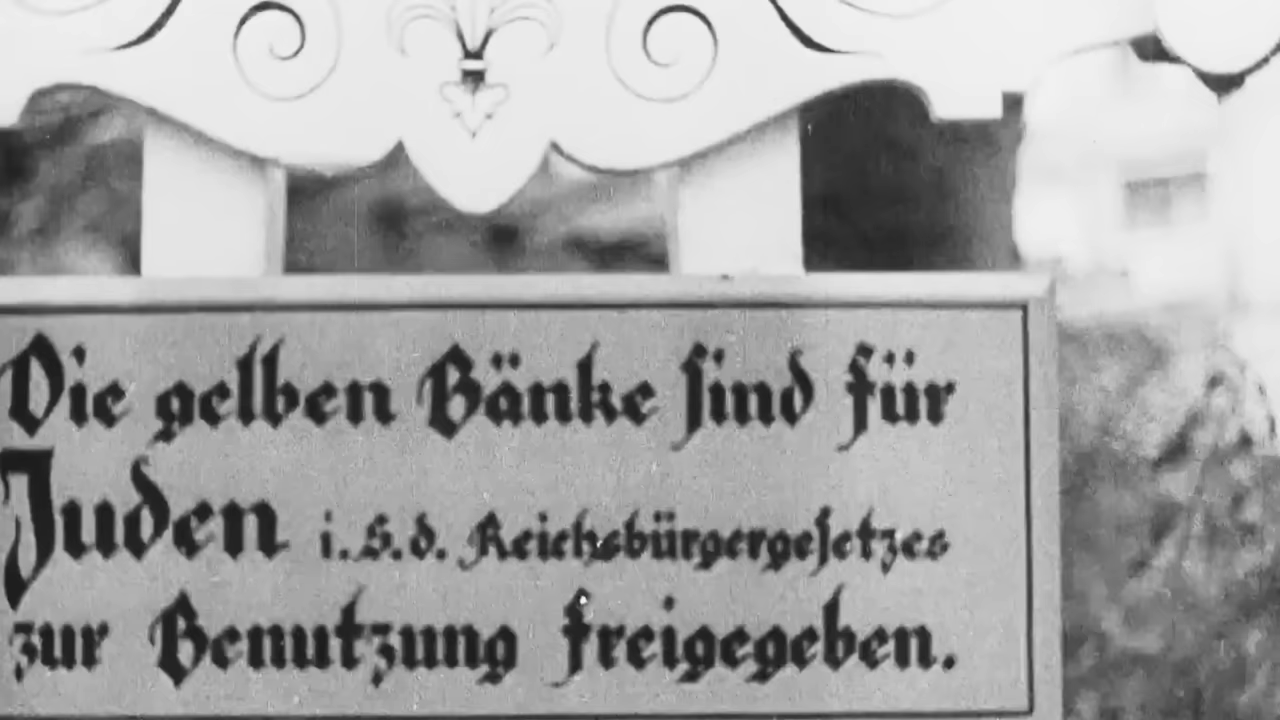 Die gelben Bänke sind für
Juden i.S.d. Reichsbürgergesetzes
zur Benutzung freigegeben.